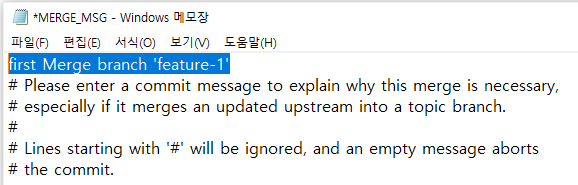 *MERGE_MSG - Windows 메모장
파일(F) 편집(E) 서식(O) 보기(V) 도움말(H)
first Merge branch 'feature-1'
# Please enter a commit message to explain why this merge is necessary,
# especially if it merges an updated upstream into a topic branch.
#
# Lines starting with '#' will be ignored, and an empty message aborts
# the commit.